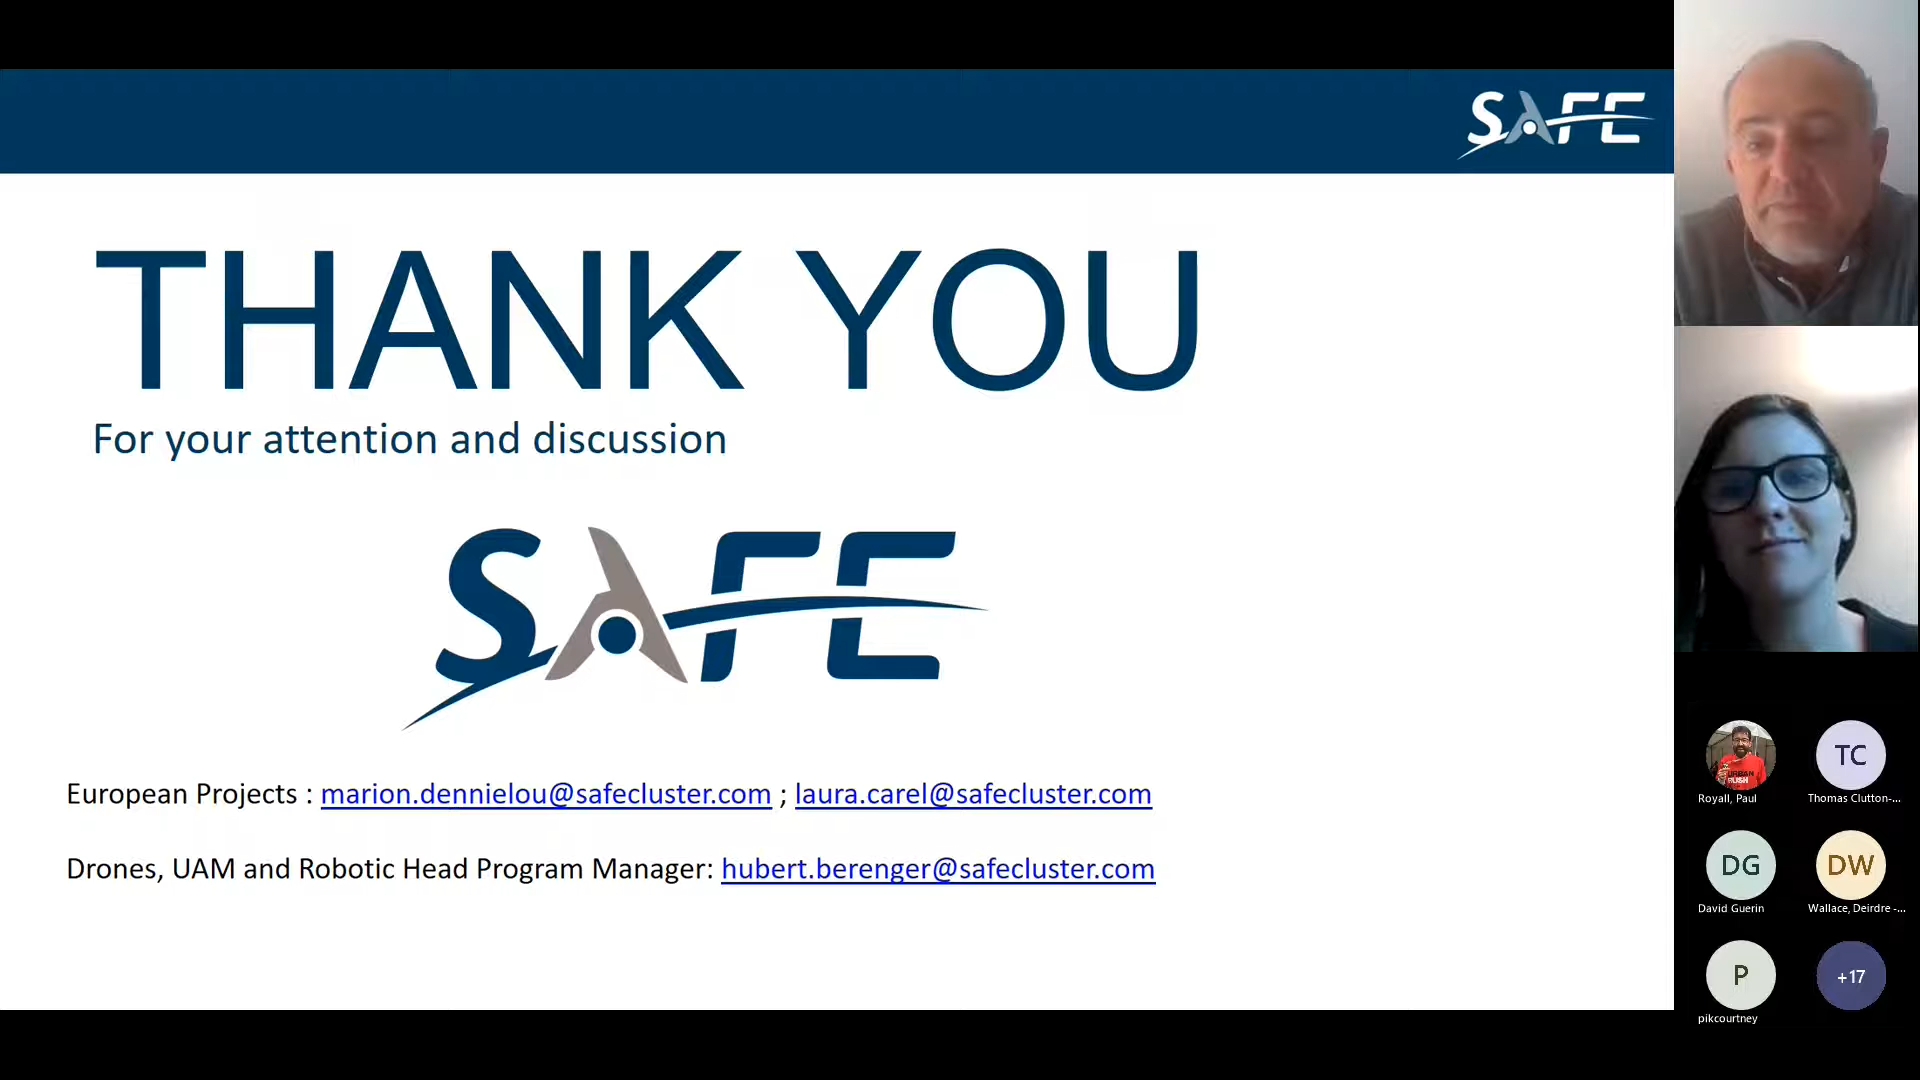 SAFE
THANK YOU
For your attention and discussion
SAFE
European Projects : marion.dennielou@safecluster.com ; laura.carel@safecluster.com
Drones, UAM and Robotic Head Program Manager: hubert.berenger@safecluster.com
URBAN
Royall, Paul
TC
Thomas Clutton-...
DG
David Guerin
DW
Wallace, Deirdre -...
P
pikcourtney
+17